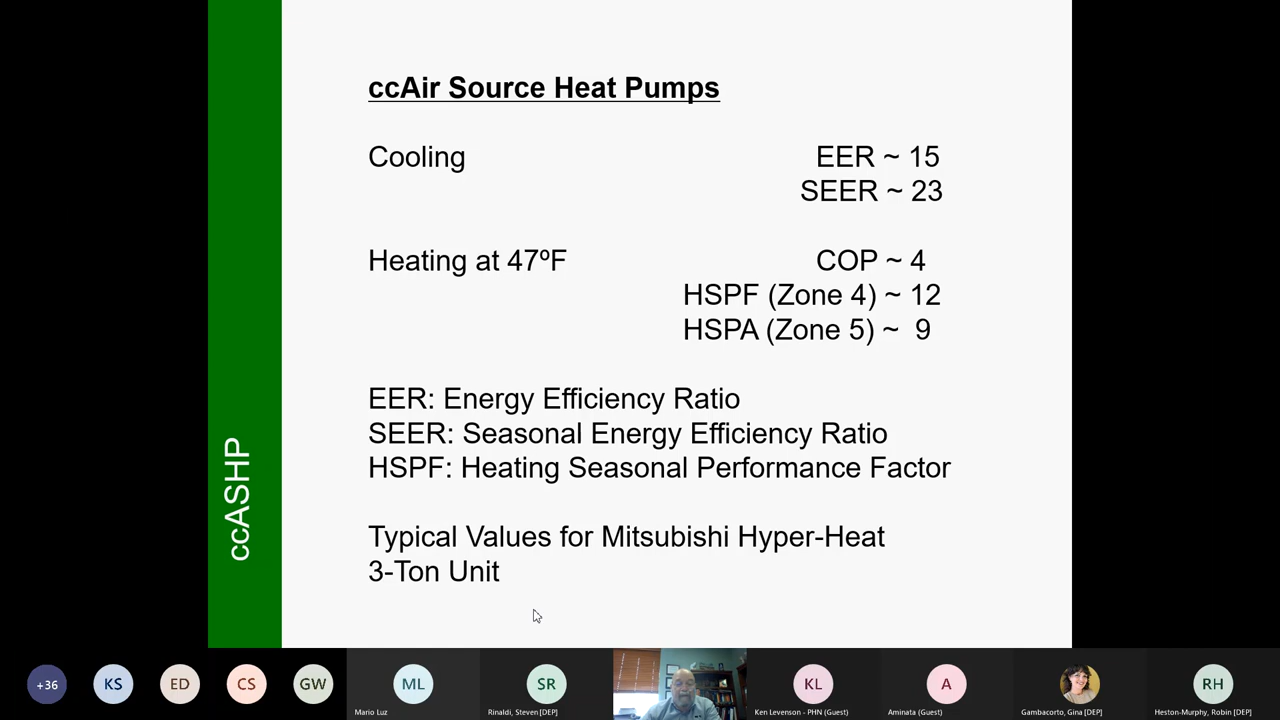 ccAir Source Heat Pumps
Cooling EER ~ 15
SEER ~ 23
Heating at 47ºF COP ~ 4
HSPF (Zone 4) ~ 12
HSPA (Zone 5) ~ 9
EER: Energy Efficiency Ratio
SEER: Seasonal Energy Efficiency Ratio
HSPF: Heating Seasonal Performance Factor
Typical Values for Mitsubishi Hyper-Heat
3-Ton Unit
ccASHP
+36
KS
ED
CS
GW
ML
Mario Luz
SR
Rinaldi, Steven [DEP]
KL
Ken Levenson - PHN (Guest)
A
Aminata (Guest)
Gambacorto, Gina [DEP]
RH
Heston-Murphy, Robin [DEP]